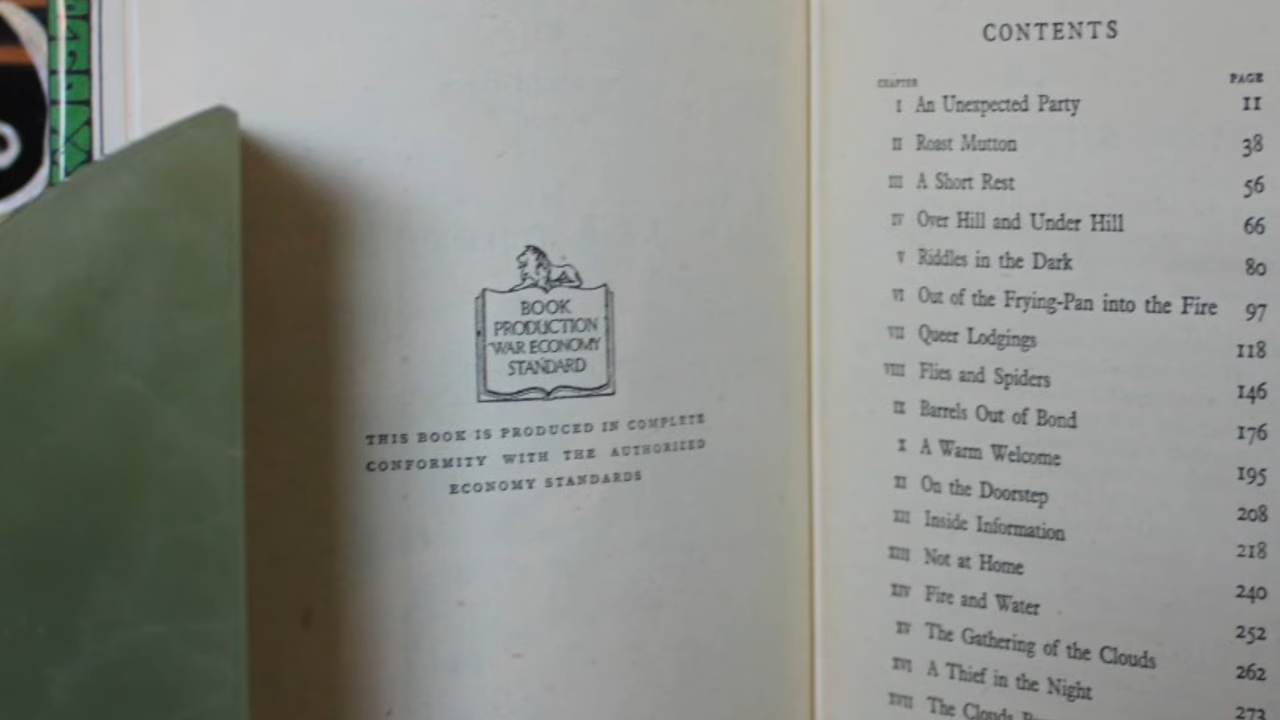 BOOK
PRODUCTION
WAR ECONOMY
STANDARD
THIS BOOK IS PRODUCED IN COMPLETE
CONFORMITY WITH THE AUTHORIZED
ECONOMY STANDARDS
CONTENTS
CHAPTER PAGE
I An Unexpected Party 11
II Roast Mutton 38
III A Short Rest 56
IV Over Hill and Under Hill 66
V Riddles in the Dark 80
VI Out of the Frying-Pan into the Fire 97
VII Queer Lodgings 118
VIII Flies and Spiders 146
IX Barrels Out of Bond 176
X A Warm Welcome 195
XI On the Doorstep 208
XII Inside Information 218
XIII Not at Home 240
XIV Fire and Water 252
XV The Gathering of the Clouds 262
XVI A Thief in the Night 273
XVII The Clouds